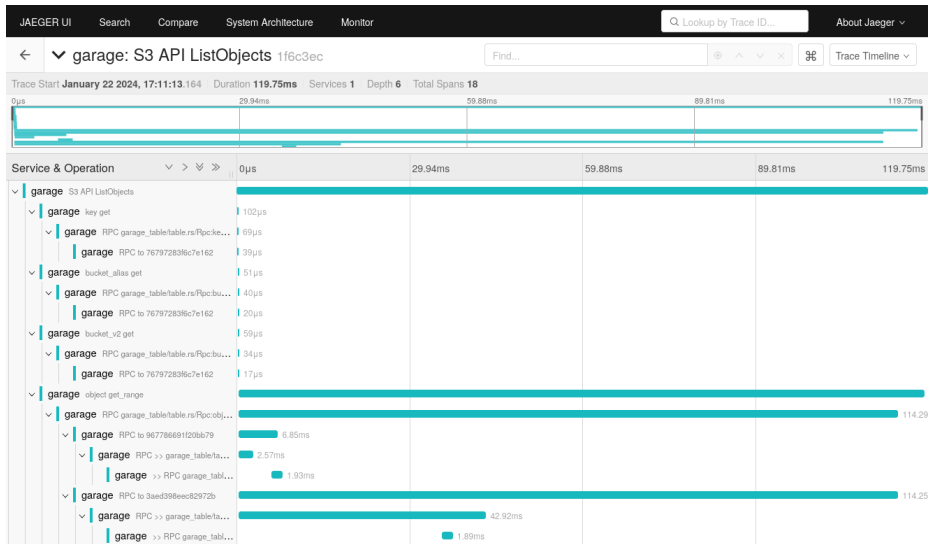 JAEGER UI Search Compare System Architecture Monitor Lookup by Trace ID... About Jaeger
garage: S3 API ListObjects 1f6c3ec Find... ⌘ Trace Timeline
Trace Start January 22 2024, 17:11:13.164 Duration 119.75ms Services 1 Depth 6 Total Spans 18
0μs 29.94ms 59.88ms 89.81ms 119.75ms
Service & Operation 0μs 29.94ms 59.88ms 89.81ms 119.75ms
garage S3 API ListObjects
garage key get 102μs
garage RPC garage_table/table.rs/Rpc:ke... 69μs
garage RPC to 76797283f6c7e162 39μs
garage bucket_alias get 51μs
garage RPC garage_table/table.rs/Rpc:bu... 40μs
garage RPC to 76797283f6c7e162 20μs
garage bucket_v2 get 59μs
garage RPC garage_table/table.rs/Rpc:bu... 34μs
garage RPC to 76797283f6c7e162 17μs
garage object get_range
garage RPC garage_table/table.rs/Rpc:obj... 114.29
garage RPC to 967786691f20bb79 6.85ms
garage RPC >> garage_table/ta... 2.57ms
garage >> RPC garage_tabl... 1.93ms
garage RPC to 3aed398eec82972b 114.25
garage RPC >> garage_table/ta... 42.92ms
garage >> RPC garage_tabl... 1.89ms